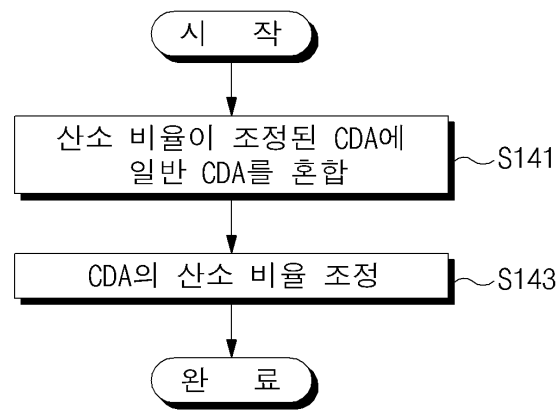 시 작
산소 비율이 조정된 CDA에
일반 CDA를 혼합
S141
CDA의 산소 비율 조정
S143
완 료